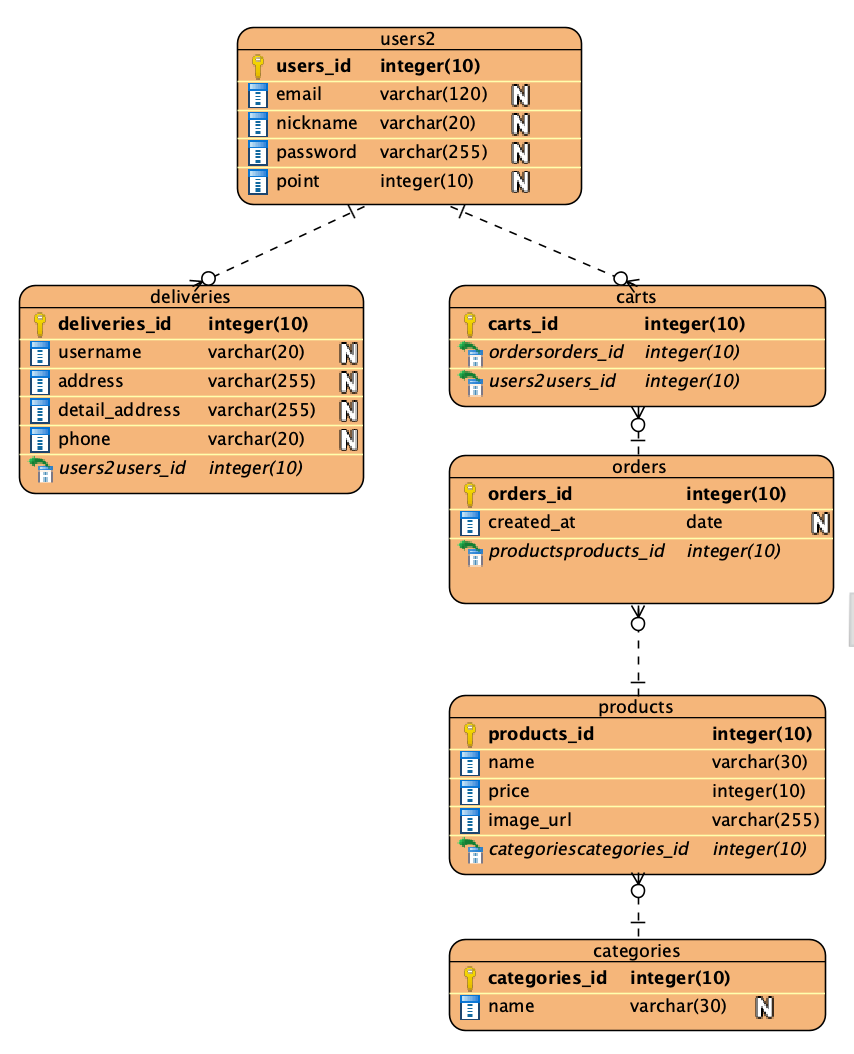 users2
users_id integer(10)
email varchar(120) N
nickname varchar(20) N
password varchar(255) N
point integer(10) N
deliveries
deliveries_id integer(10)
username varchar(20) N
address varchar(255) N
detail_address varchar(255) N
phone varchar(20) N
users2users_id integer(10)
carts
carts_id integer(10)
ordersorders_id integer(10)
users2users_id integer(10)
orders
orders_id integer(10)
created_at date N
productsproducts_id integer(10)
products
products_id integer(10)
name varchar(30)
price integer(10)
image_url varchar(255)
categoriescategories_id integer(10)
categories
categories_id integer(10)
name varchar(30) N